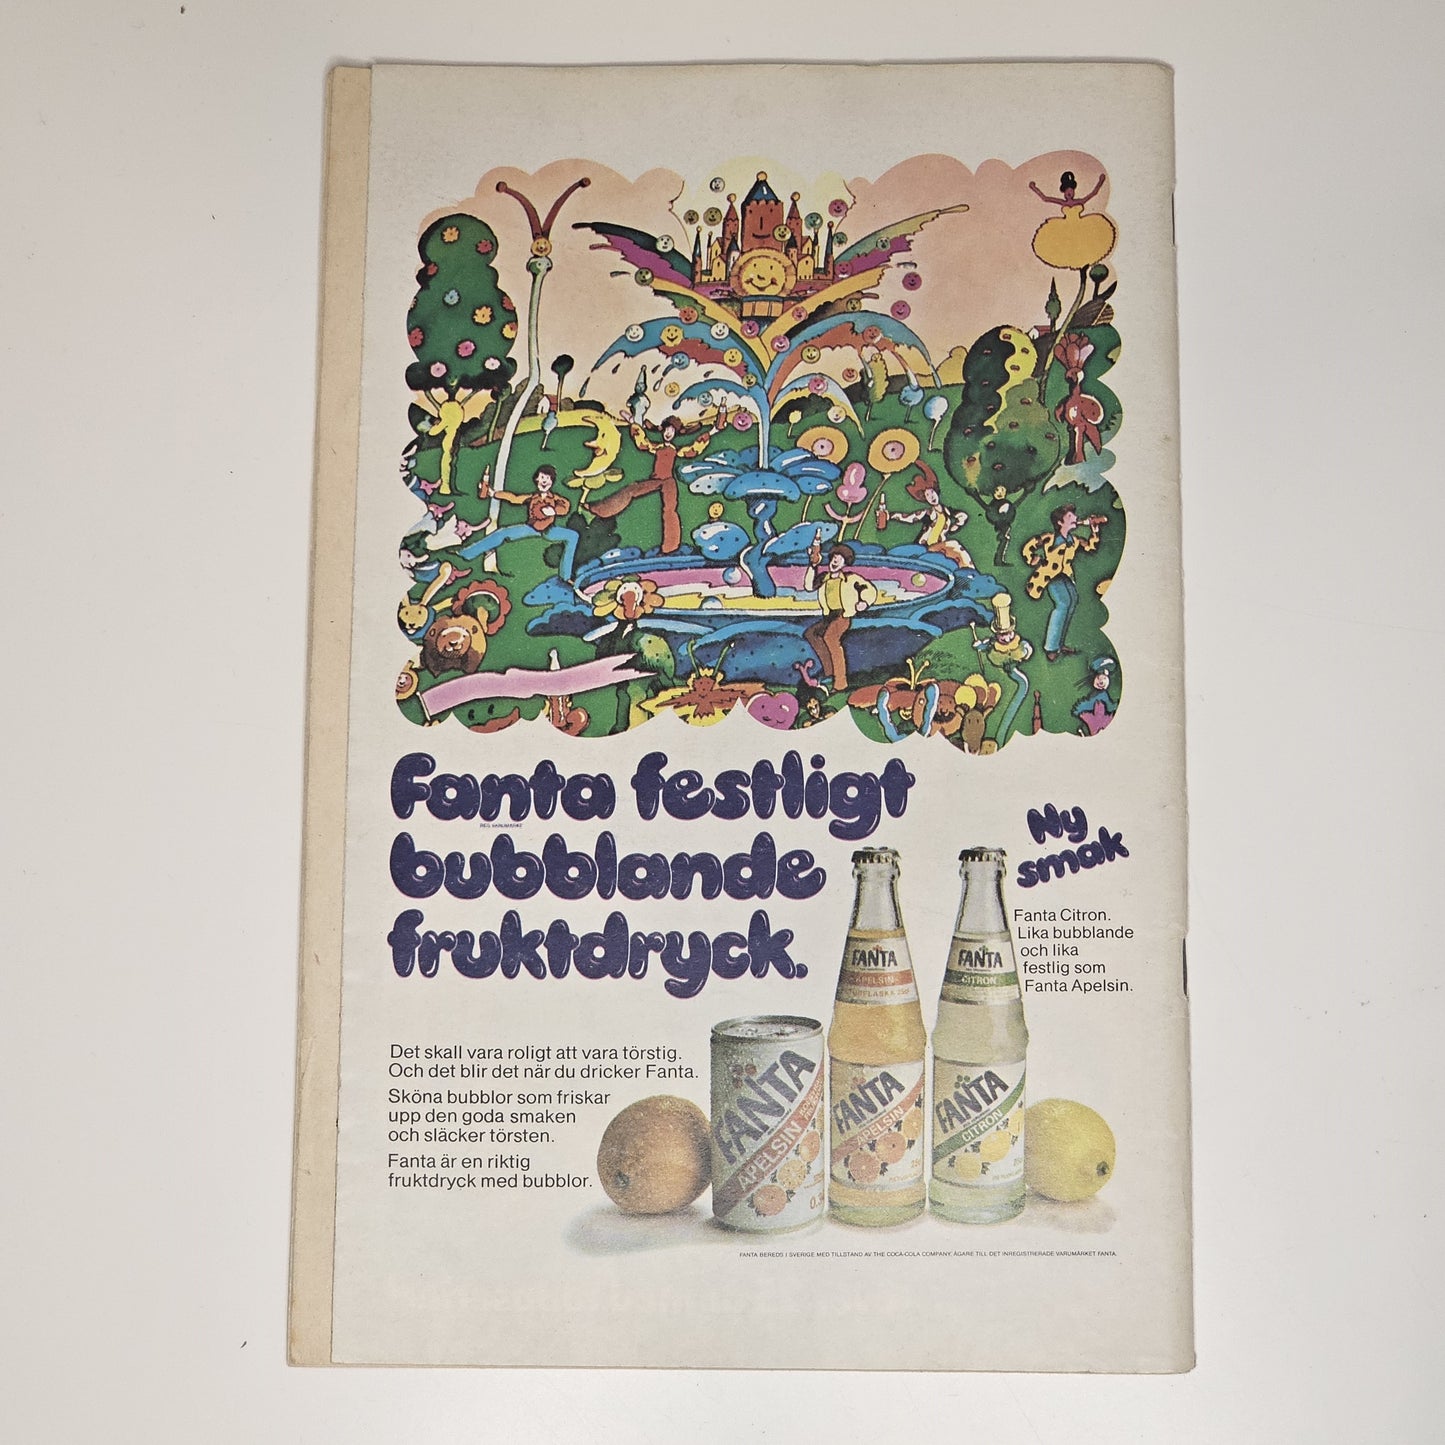 Fanta festligt
REG. VARUMÄRKE
bubblande
fruktdryck.
Ny
smak
Fanta Citron.
Lika bubblande
och lika
festlig som
Fanta Apelsin.
Det skall vara roligt att vara törstig.
Och det blir det när du dricker Fanta.
Sköna bubblor som friskar
upp den goda smaken
och släcker törsten.
Fanta är en riktig
fruktdryck med bubblor.
FANTA
APELSIN
FANTA
APELSIN
FANTA
APELSIN
FANTA
CITRON
FANTA
CITRON
FANTA BEREDS I SVERIGE MED TILLSTÅND AV THE COCA-COLA COMPANY, ÄGARE TILL DET INREGISTRERADE VARUMÄRKET FANTA.